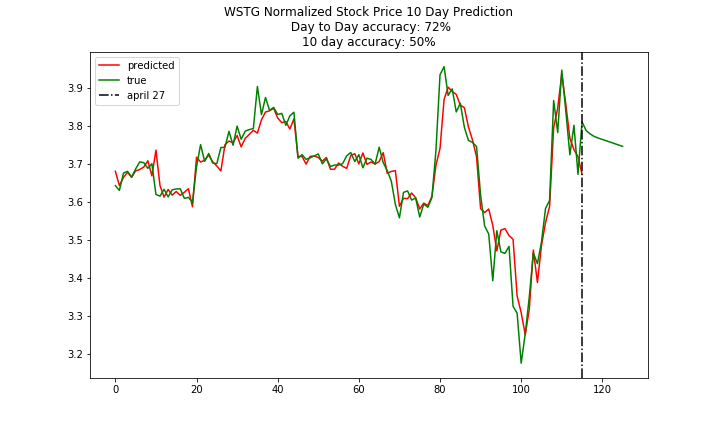 WSTG Normalized Stock Price 10 Day Prediction
Day to Day accuracy: 72%
10 day accuracy: 50%
predicted
true
april 27
3.9
3.8
3.7
3.6
3.5
3.4
3.3
3.2
0 20 40 60 80 100 120